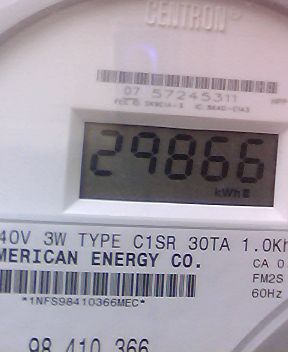 CENTRON®
07 57245311
29866
kWh
40V 3W TYPE C1SR 30TA 1.0Kh
MERICAN ENERGY CO.
CA 0.
FM2S
*1NFS98410366MEC*
60Hz
98 410 366